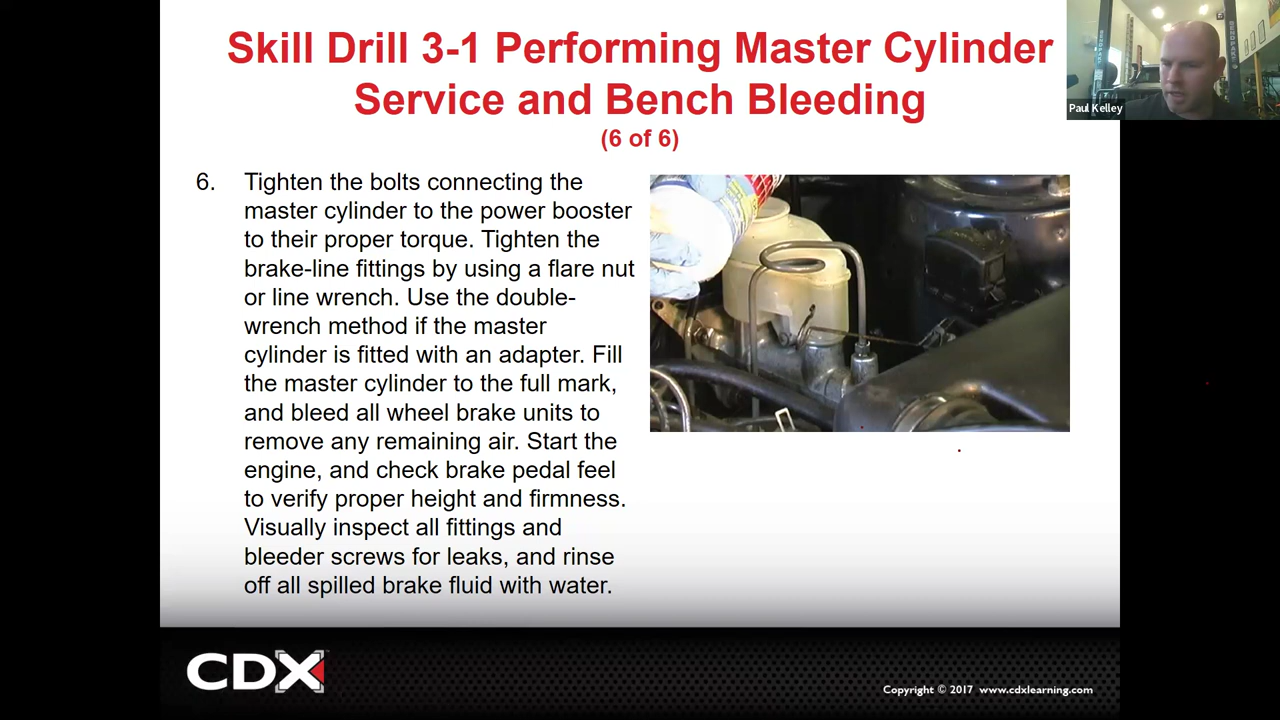 Skill Drill 3-1 Performing Master Cylinder
Service and Bench Bleeding
(6 of 6)
Paul Kelley
6. Tighten the bolts connecting the
master cylinder to the power booster
to their proper torque. Tighten the
brake-line fittings by using a flare nut
or line wrench. Use the double-
wrench method if the master
cylinder is fitted with an adapter. Fill
the master cylinder to the full mark,
and bleed all wheel brake units to
remove any remaining air. Start the
engine, and check brake pedal feel
to verify proper height and firmness.
Visually inspect all fittings and
bleeder screws for leaks, and rinse
off all spilled brake fluid with water.
CDX
Copyright © 2017 www.cdxlearning.com